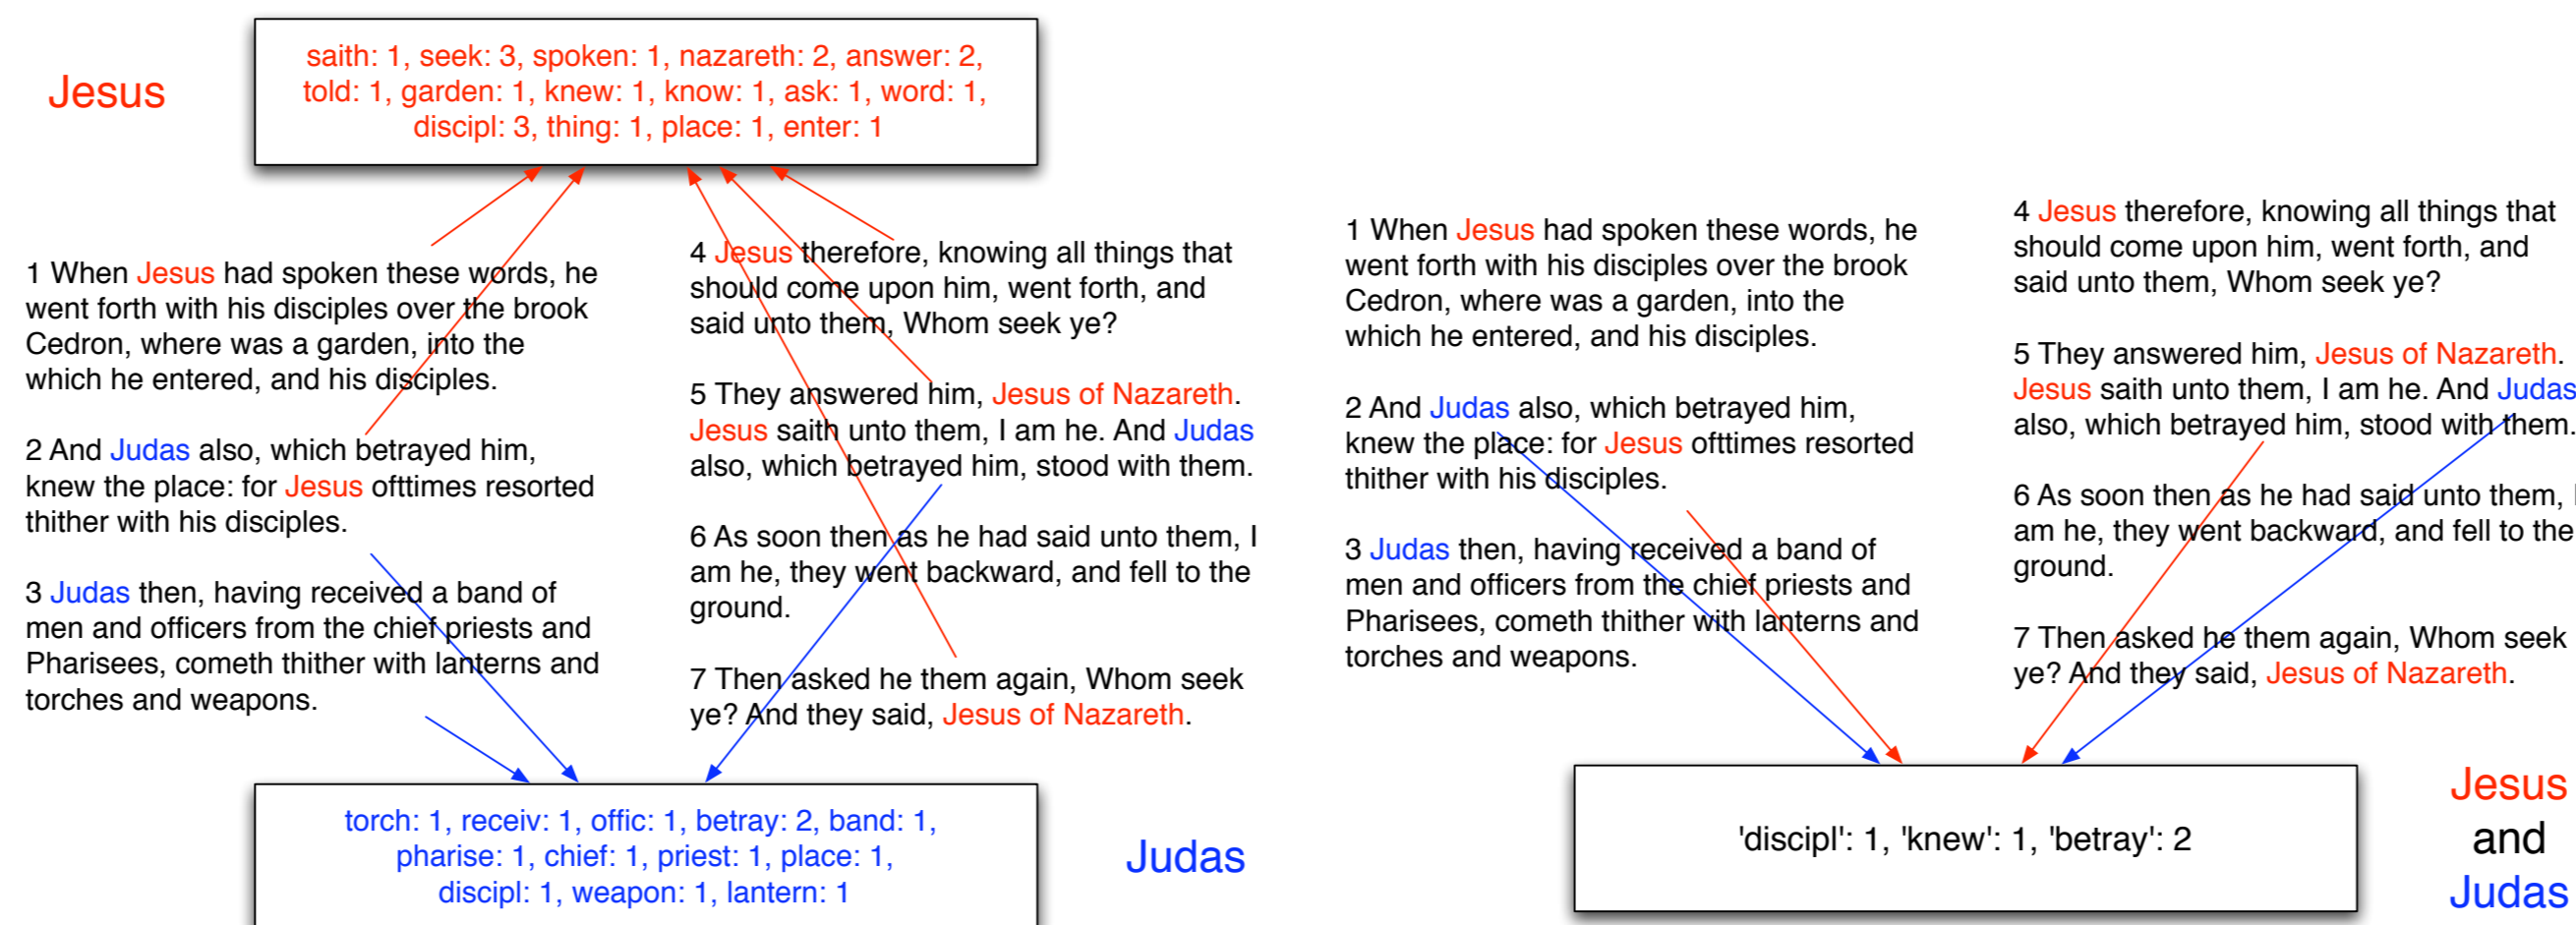 Jesus
saith: 1, seek: 3, spoken: 1, nazareth: 2, answer: 2,
told: 1, garden: 1, knew: 1, know: 1, ask: 1, word: 1,
discipl: 3, thing: 1, place: 1, enter: 1
1 When Jesus had spoken these words, he
went forth with his disciples over the brook
Cedron, where was a garden, into the
which he entered, and his disciples.
2 And Judas also, which betrayed him,
knew the place: for Jesus ofttimes resorted
thither with his disciples.
3 Judas then, having received a band of
men and officers from the chief priests and
Pharisees, cometh thither with lanterns and
torches and weapons.
4 Jesus therefore, knowing all things that
should come upon him, went forth, and
said unto them, Whom seek ye?
5 They answered him, Jesus of Nazareth.
Jesus saith unto them, I am he. And Judas
also, which betrayed him, stood with them.
6 As soon then as he had said unto them, I
am he, they went backward, and fell to the
ground.
7 Then asked he them again, Whom seek
ye? And they said, Jesus of Nazareth.
torch: 1, receiv: 1, offic: 1, betray: 2, band: 1,
pharise: 1, chief: 1, priest: 1, place: 1,
discipl: 1, weapon: 1, lantern: 1
Judas
1 When Jesus had spoken these words, he
went forth with his disciples over the brook
Cedron, where was a garden, into the
which he entered, and his disciples.
2 And Judas also, which betrayed him,
knew the place: for Jesus ofttimes resorted
thither with his disciples.
3 Judas then, having received a band of
men and officers from the chief priests and
Pharisees, cometh thither with lanterns and
torches and weapons.
4 Jesus therefore, knowing all things that
should come upon him, went forth, and
said unto them, Whom seek ye?
5 They answered him, Jesus of Nazareth.
Jesus saith unto them, I am he. And Judas
also, which betrayed him, stood with them.
6 As soon then as he had said unto them, I
am he, they went backward, and fell to the
ground.
7 Then asked he them again, Whom seek
ye? And they said, Jesus of Nazareth.
'discipl': 1, 'knew': 1, 'betray': 2
Jesus
and
Judas